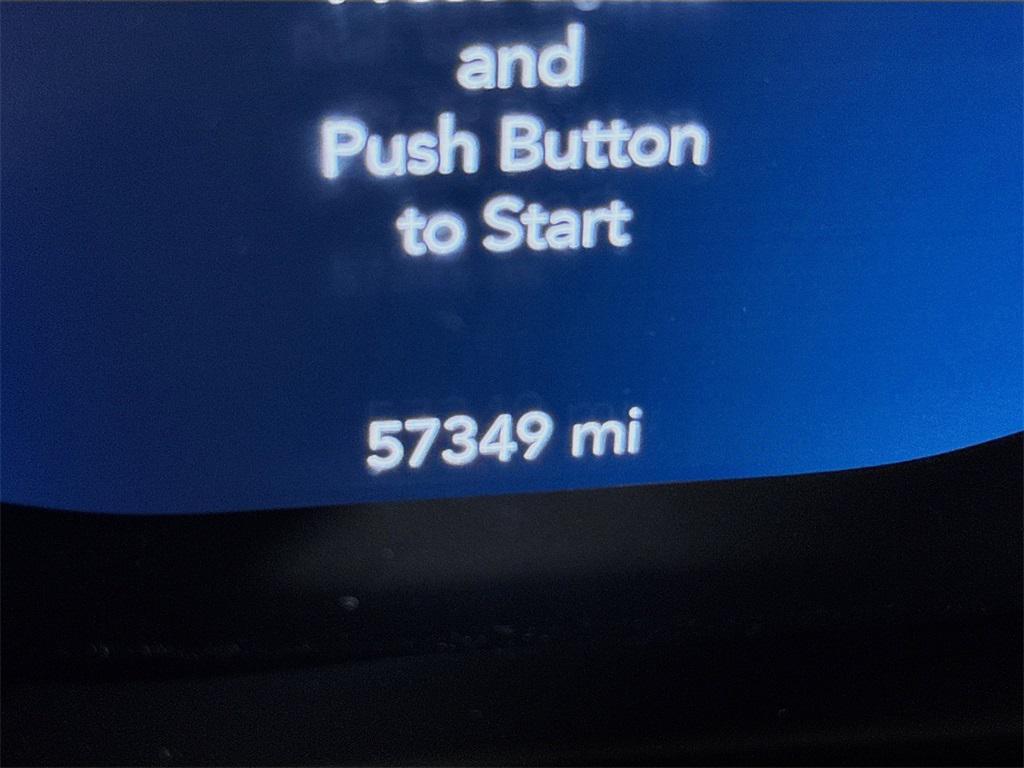 and
Push Button
to Start
57349 mi